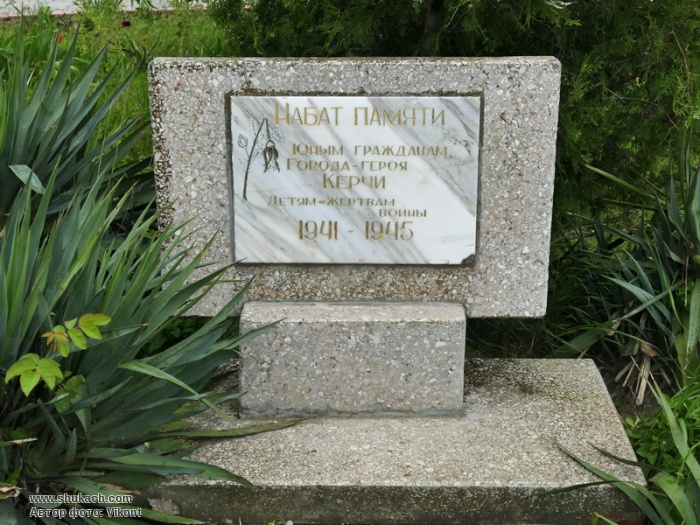 НАБАТ ПАМЯТИ
ЮНЫМ ГРАЖДАНАМ
ГОРОДА-ГЕРОЯ
КЕРЧИ
ДЕТЯМ-ЖЕРТВАМ
ВОЙНЫ
1941 - 1945
www.shukach.com
Автор фото: Vikont